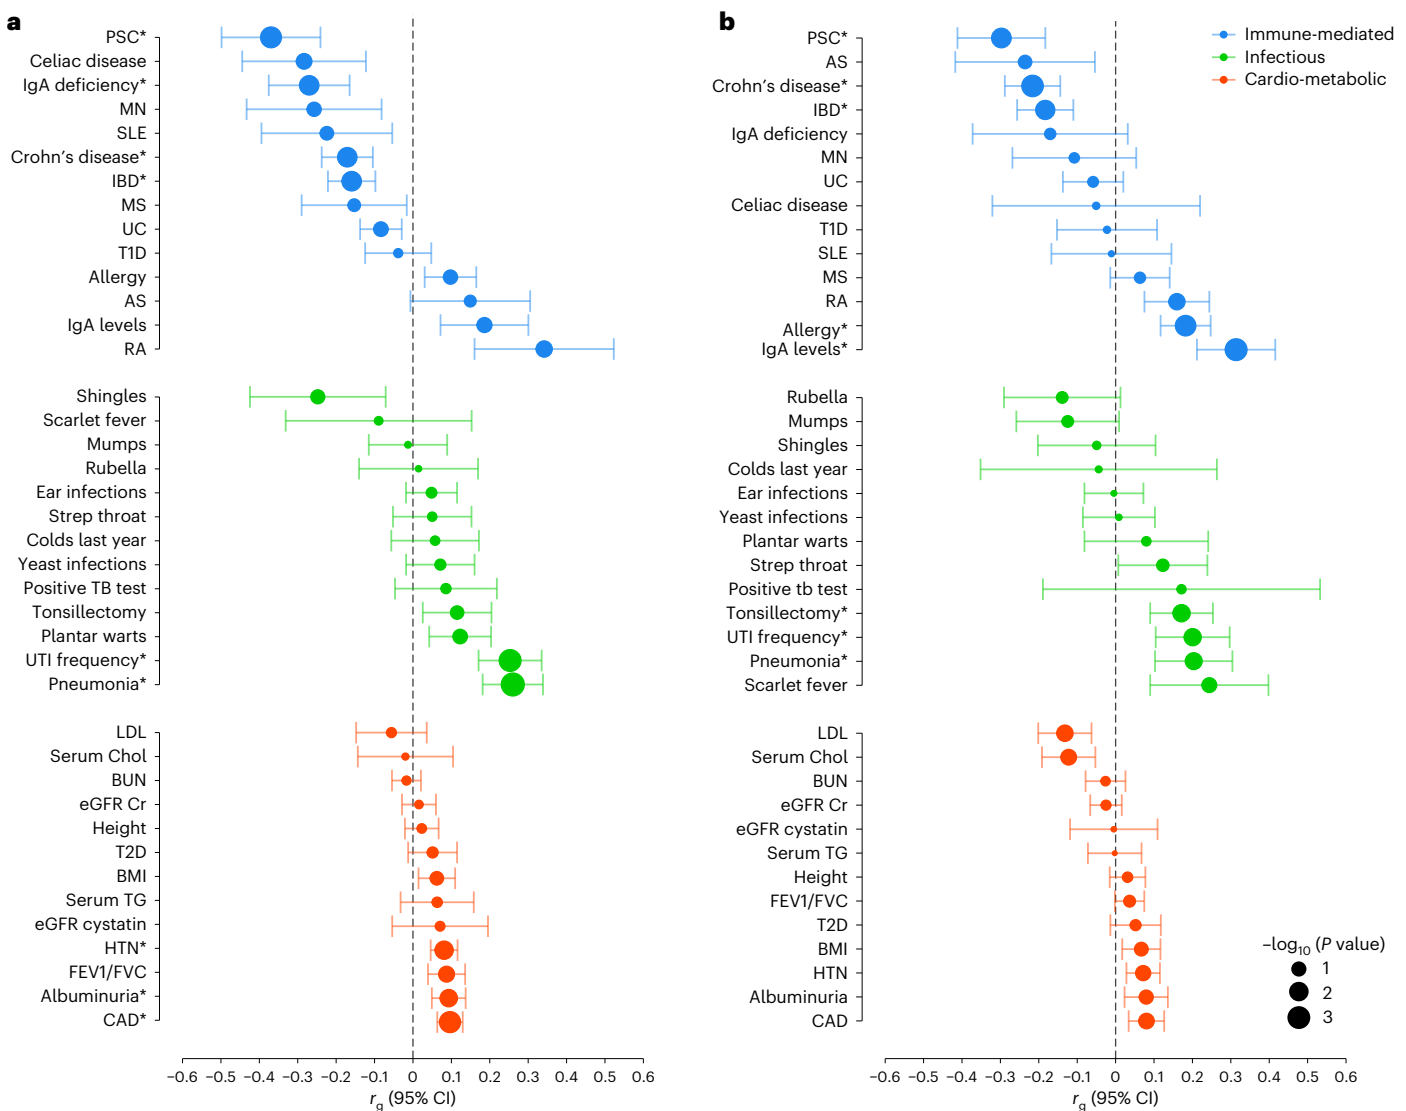 a
PSC*
Celiac disease
IgA deficiency*
MN
SLE
Crohn's disease*
IBD*
MS
UC
T1D
Allergy
AS
IgA levels
RA
Shingles
Scarlet fever
Mumps
Rubella
Ear infections
Strep throat
Colds last year
Yeast infections
Positive TB test
Tonsillectomy
Plantar warts
UTI frequency*
Pneumonia*
LDL
Serum Chol
BUN
eGFR Cr
Height
T2D
BMI
Serum TG
eGFR cystatin
HTN*
FEV1/FVC
Albuminuria*
CAD*
−0.6 −0.5 −0.4 −0.3 −0.2 −0.1 0 0.1 0.2 0.3 0.4 0.5 0.6
rg (95% CI)
b
PSC*
AS
Crohn's disease*
IBD*
IgA deficiency
MN
UC
Celiac disease
T1D
SLE
MS
RA
Allergy*
IgA levels*
Rubella
Mumps
Shingles
Colds last year
Ear infections
Yeast infections
Plantar warts
Strep throat
Positive tb test
Tonsillectomy*
UTI frequency*
Pneumonia*
Scarlet fever
LDL
Serum Chol
BUN
eGFR Cr
eGFR cystatin
Serum TG
Height
FEV1/FVC
T2D
BMI
HTN
Albuminuria
CAD
−0.6 −0.5 −0.4 −0.3 −0.2 −0.1 0 0.1 0.2 0.3 0.4 0.5 0.6
rg (95% CI)
Immune-mediated
Infectious
Cardio-metabolic
−log10 (P value)
1
2
3